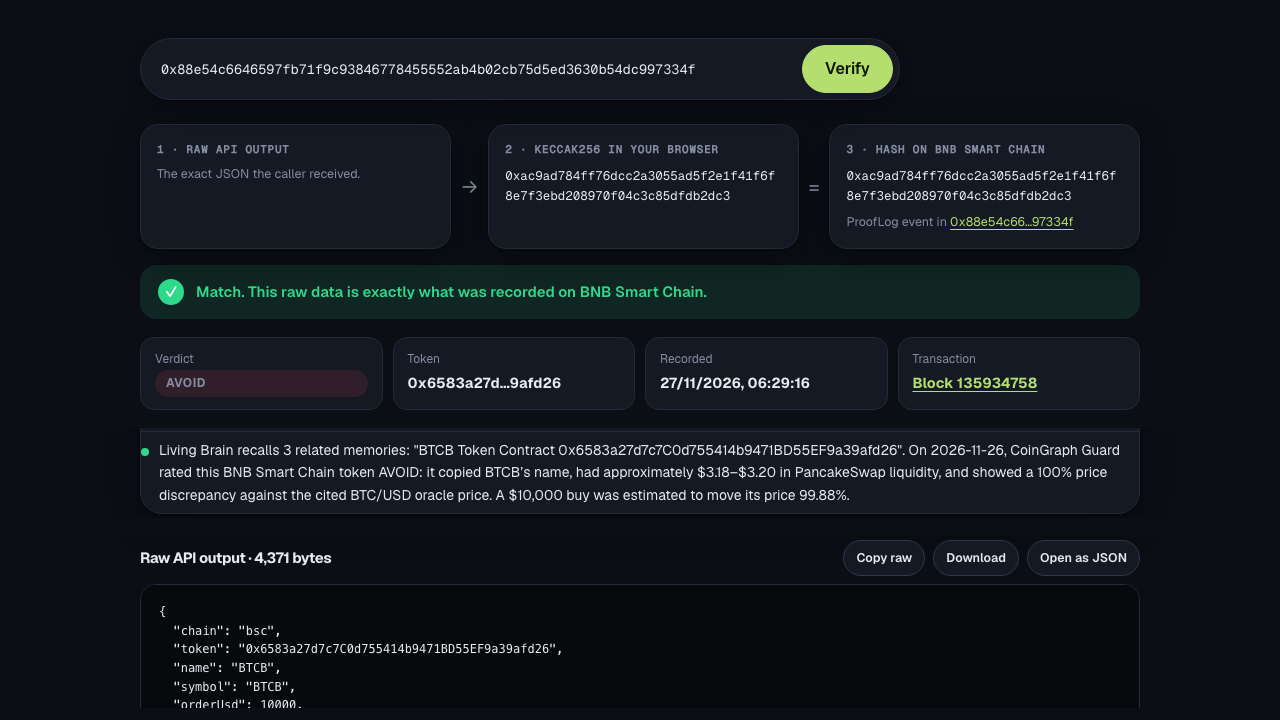 0x88e54c6646597fb71f9c93846778455552ab4b02cb75d5ed3630b54dc997334f
Verify
1 · RAW API OUTPUT
The exact JSON the caller received.
→
2 · KECCAK256 IN YOUR BROWSER
0xac9ad784ff76dcc2a3055ad5f2e1f41f6f
8e7f3ebd208970f04c3c85dfdb2dc3
=
3 · HASH ON BNB SMART CHAIN
0xac9ad784ff76dcc2a3055ad5f2e1f41f6f
8e7f3ebd208970f04c3c85dfdb2dc3
ProofLog event in 0x88e54c66…97334f
Match. This raw data is exactly what was recorded on BNB Smart Chain.
Verdict
AVOID
Token
0x6583a27d…9afd26
Recorded
27/11/2026, 06:29:16
Transaction
Block 135934758
Living Brain recalls 3 related memories: "BTCB Token Contract 0x6583a27d7c7C0d755414b9471BD55EF9a39afd26". On 2026-11-26, CoinGraph Guard
rated this BNB Smart Chain token AVOID: it copied BTCB's name, had approximately $3.18–$3.20 in PancakeSwap liquidity, and showed a 100% price
discrepancy against the cited BTC/USD oracle price. A $10,000 buy was estimated to move its price 99.88%.
Raw API output · 4,371 bytes
Copy raw
Download
Open as JSON
{
"chain": "bsc",
"token": "0x6583a27d7c7C0d755414b9471BD55EF9a39afd26",
"name": "BTCB",
"symbol": "BTCB",
"orderUsd": 10000,